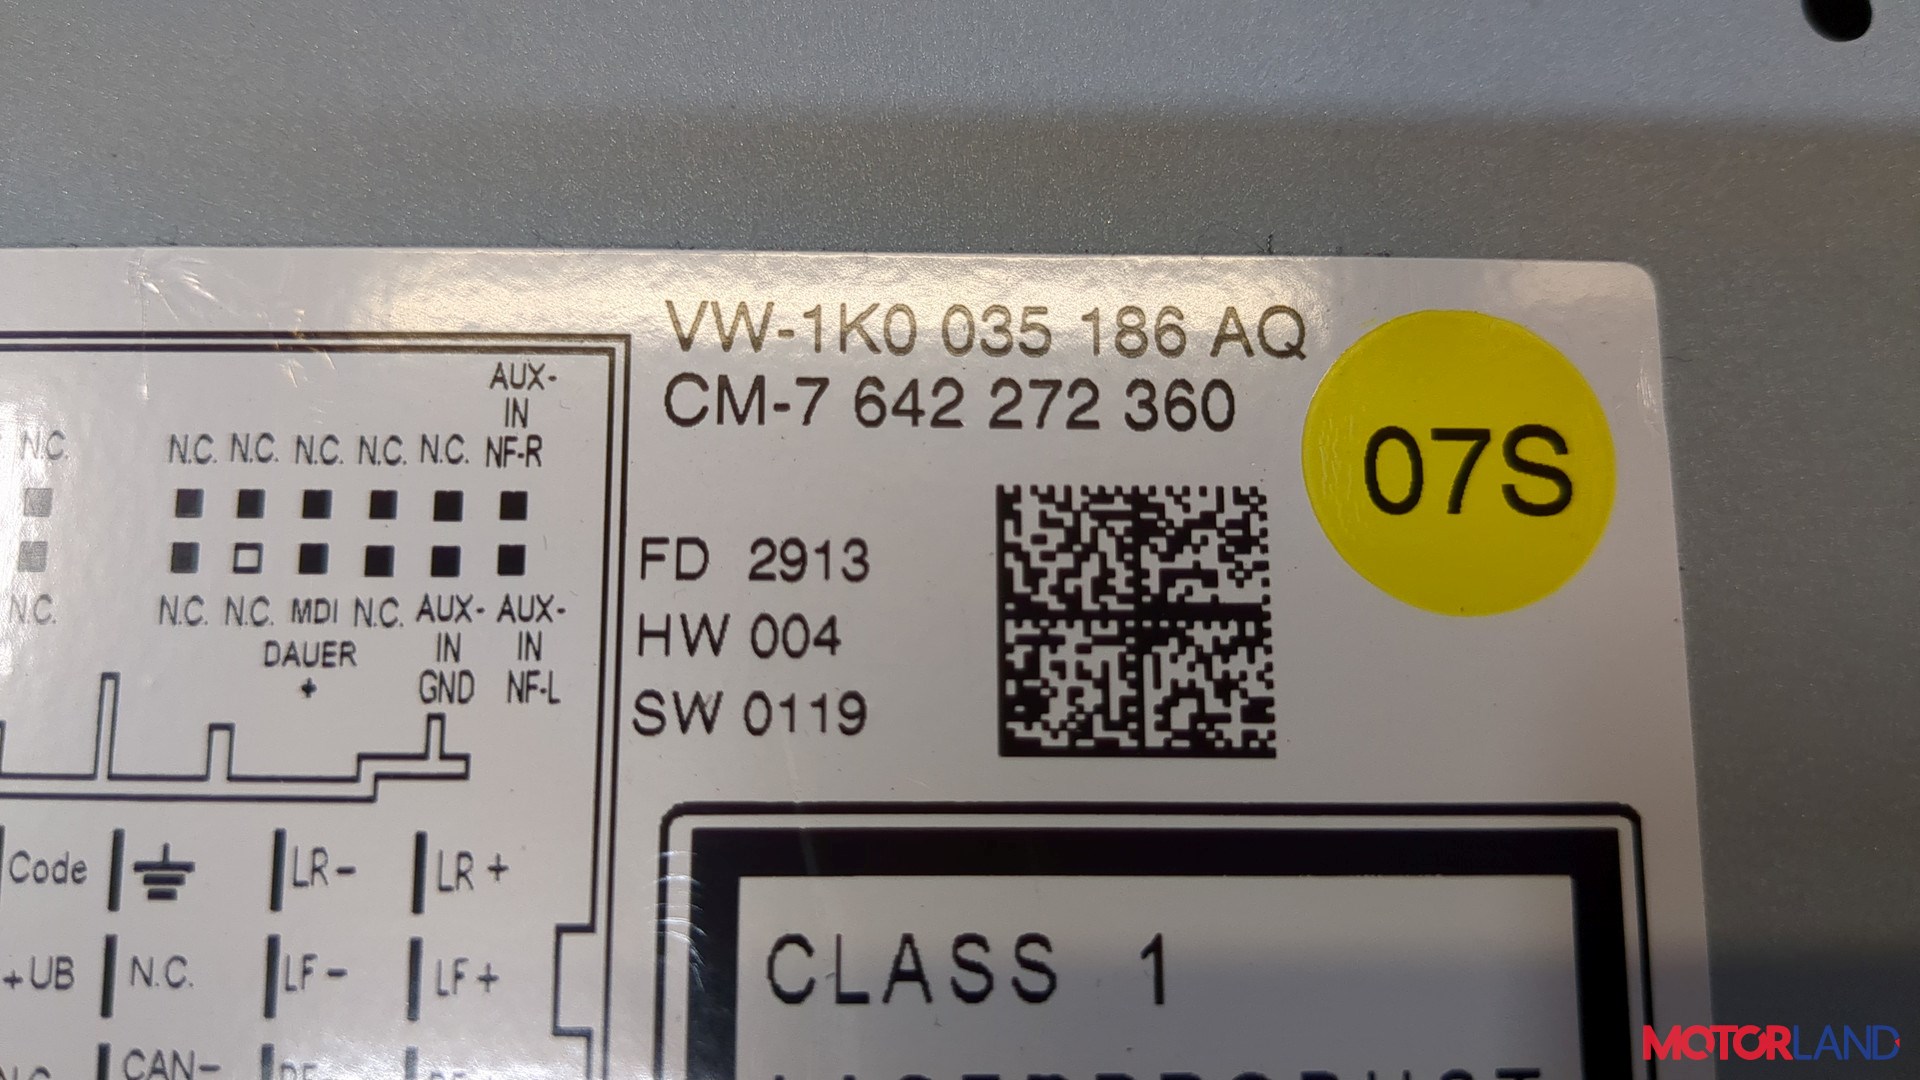 VW-1K0 035 186 AQ
CM-7 642 272 360
07S
FD 2913
HW 004
SW 0119
AUX-
IN
N.C. N.C. N.C. N.C. N.C. N.C. NF-R
N.C. N.C. N.C. MDI N.C. AUX- AUX-
DAUER IN IN
+ GND NF-L
Code LR- LR+
+UB N.C. LF- LF+
CAN-
CLASS 1
MOTORLAND